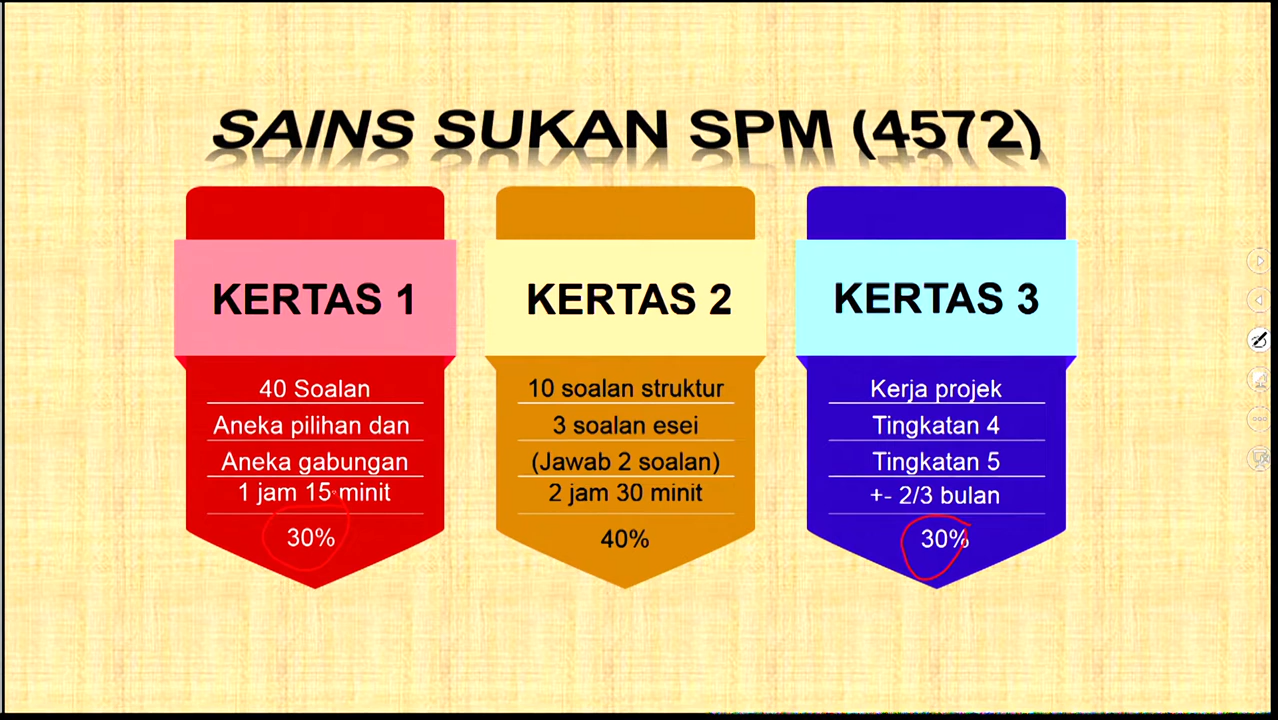 SAINS SUKAN SPM (4572)
KERTAS 1
40 Soalan
Aneka pilihan dan
Aneka gabungan
1 jam 15 minit
30%
KERTAS 2
10 soalan struktur
3 soalan esei
(Jawab 2 soalan)
2 jam 30 minit
40%
KERTAS 3
Kerja projek
Tingkatan 4
Tingkatan 5
+- 2/3 bulan
30%